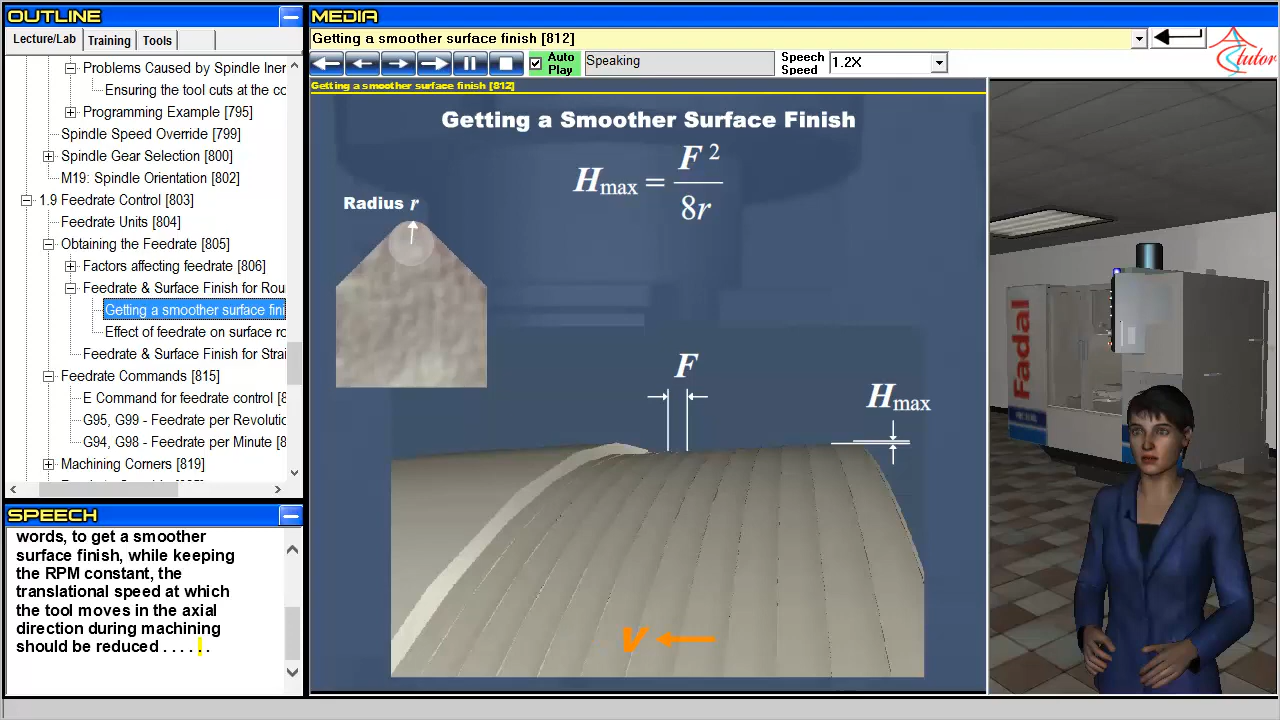 OUTLINE
Lecture/Lab Training Tools
Problems Caused by Spindle Iner
Ensuring the tool cuts at the co
Programming Example [795]
Spindle Speed Override [799]
Spindle Gear Selection [800]
M19: Spindle Orientation [802]
1.9 Feedrate Control [803]
Feedrate Units [804]
Obtaining the Feedrate [805]
Factors affecting feedrate [806]
Feedrate & Surface Finish for Rou
Getting a smoother surface fini
Effect of feedrate on surface ro
Feedrate & Surface Finish for Strai
Feedrate Commands [815]
E Command for feedrate control [8
G95, G99 - Feedrate per Revolutio
G94, G98 - Feedrate per Minute [8
Machining Corners [819]
SPEECH
words, to get a smoother
surface finish, while keeping
the RPM constant, the
translational speed at which
the tool moves in the axial
direction during machining
should be reduced . . . . . .
MEDIA
Getting a smoother surface finish [812]
Auto
Play
Speaking
Speech
Speed
1.2X
tutor
Getting a smoother surface finish [812]
Getting a Smoother Surface Finish
Hmax = F 2 / 8r
Radius r
F
Hmax
V
Fadal